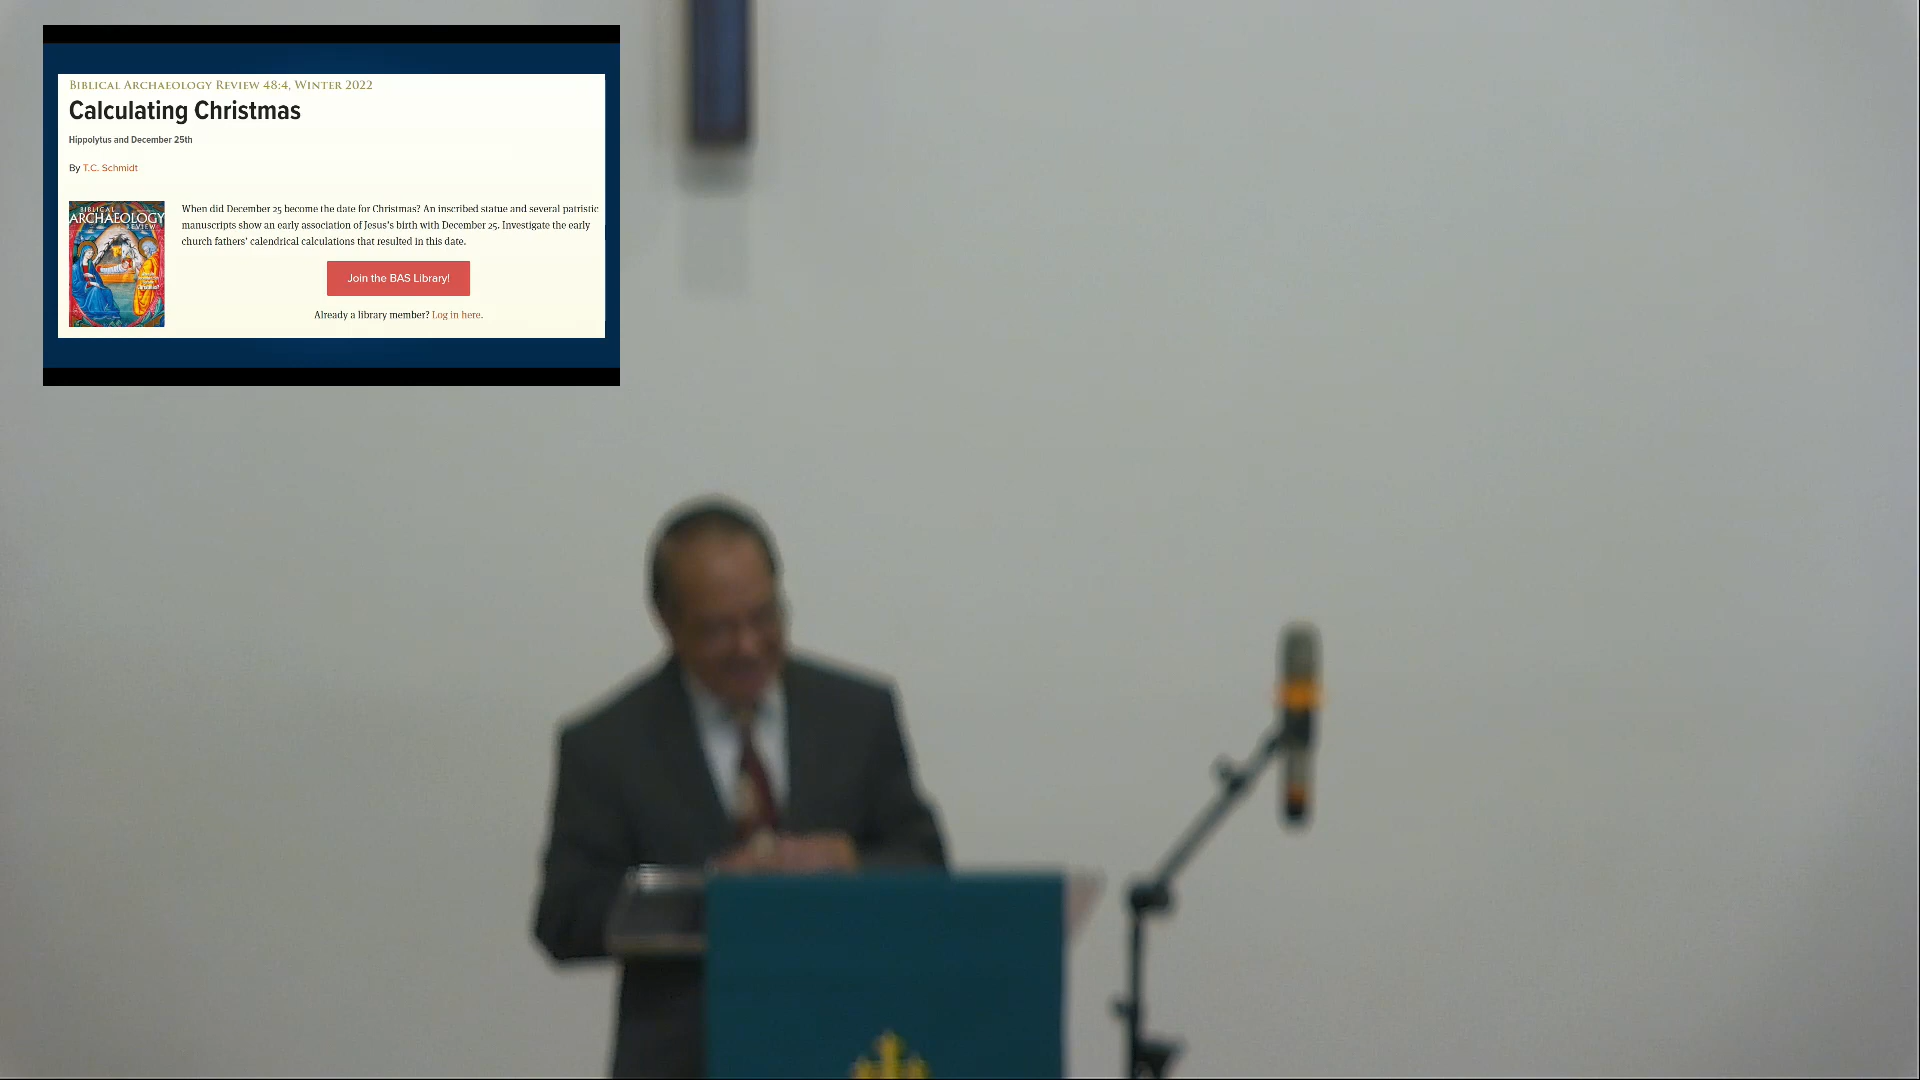 Biblical Archaeology Review 48:4, Winter 2022
Calculating Christmas
Hippolytus and December 25th
By T.C. Schmidt
BIBLICAL
ARCHAEOLOGY
REVIEW
When did December 25 become the date for Christmas? An inscribed statue and several patristic
manuscripts show an early association of Jesus's birth with December 25. Investigate the early
church fathers' calendrical calculations that resulted in this date.
Join the BAS Library!
Already a library member? Log in here.